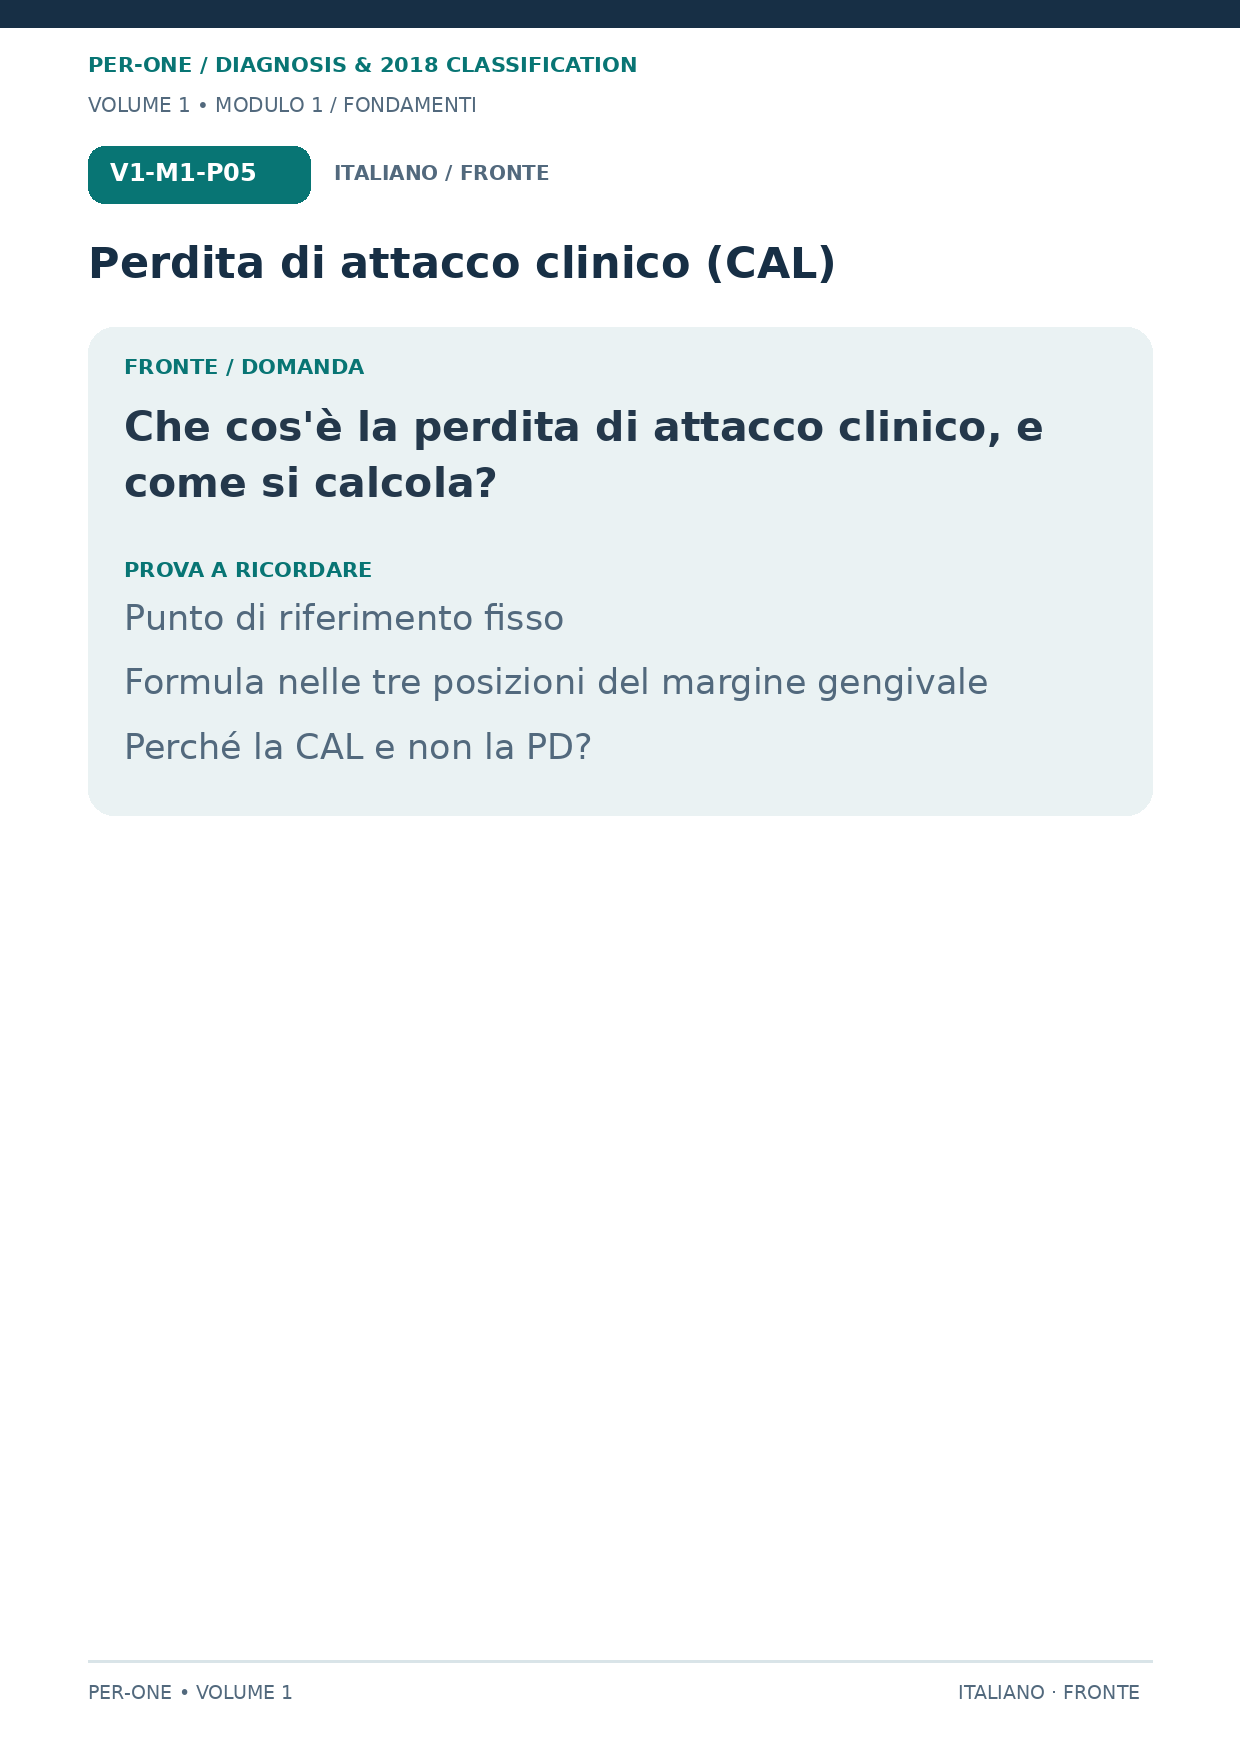 PER-ONE / DIAGNOSIS & 2018 CLASSIFICATION
VOLUME 1 • MODULO 1 / FONDAMENTI
V1-M1-P05
ITALIANO / FRONTE
Perdita di attacco clinico (CAL)
FRONTE / DOMANDA
Che cos'è la perdita di attacco clinico, e
come si calcola?
PROVA A RICORDARE
Punto di riferimento fisso
Formula nelle tre posizioni del margine gengivale
Perché la CAL e non la PD?
PER-ONE • VOLUME 1
ITALIANO · FRONTE